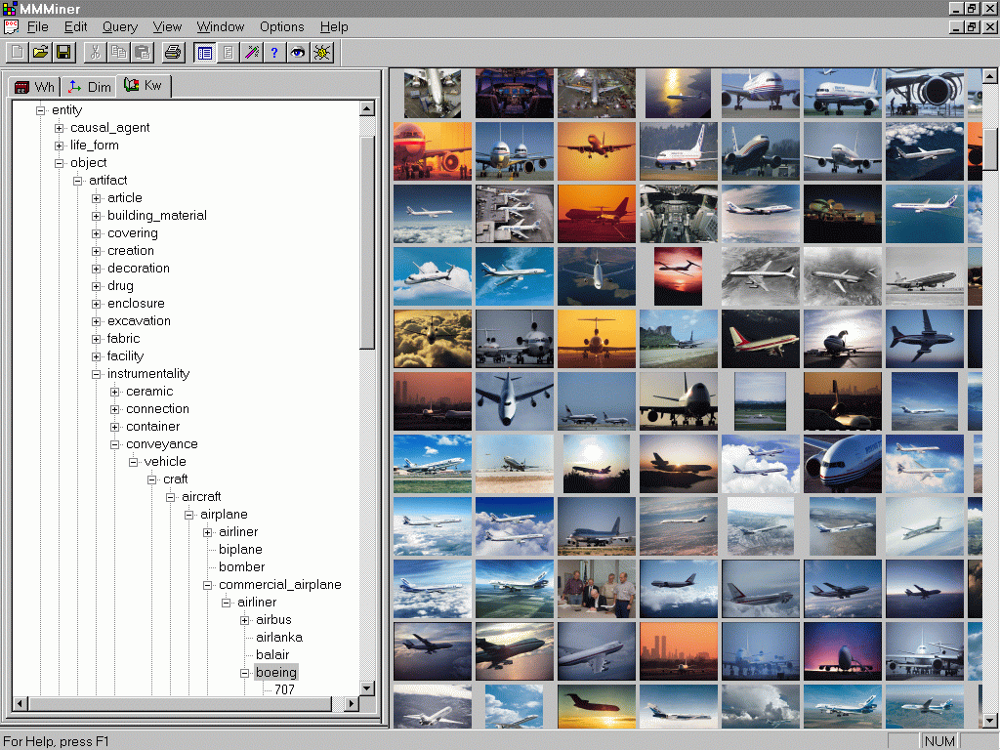 MMMiner
File Edit Query View Window Options Help
Wh Dim Kw
entity
causal_agent
life_form
object
artifact
article
building_material
covering
creation
decoration
drug
enclosure
excavation
fabric
facility
instrumentality
ceramic
connection
container
conveyance
vehicle
craft
aircraft
airplane
airliner
biplane
bomber
commercial_airplane
airliner
airbus
airlanka
balair
boeing
707
For Help, press F1
NUM